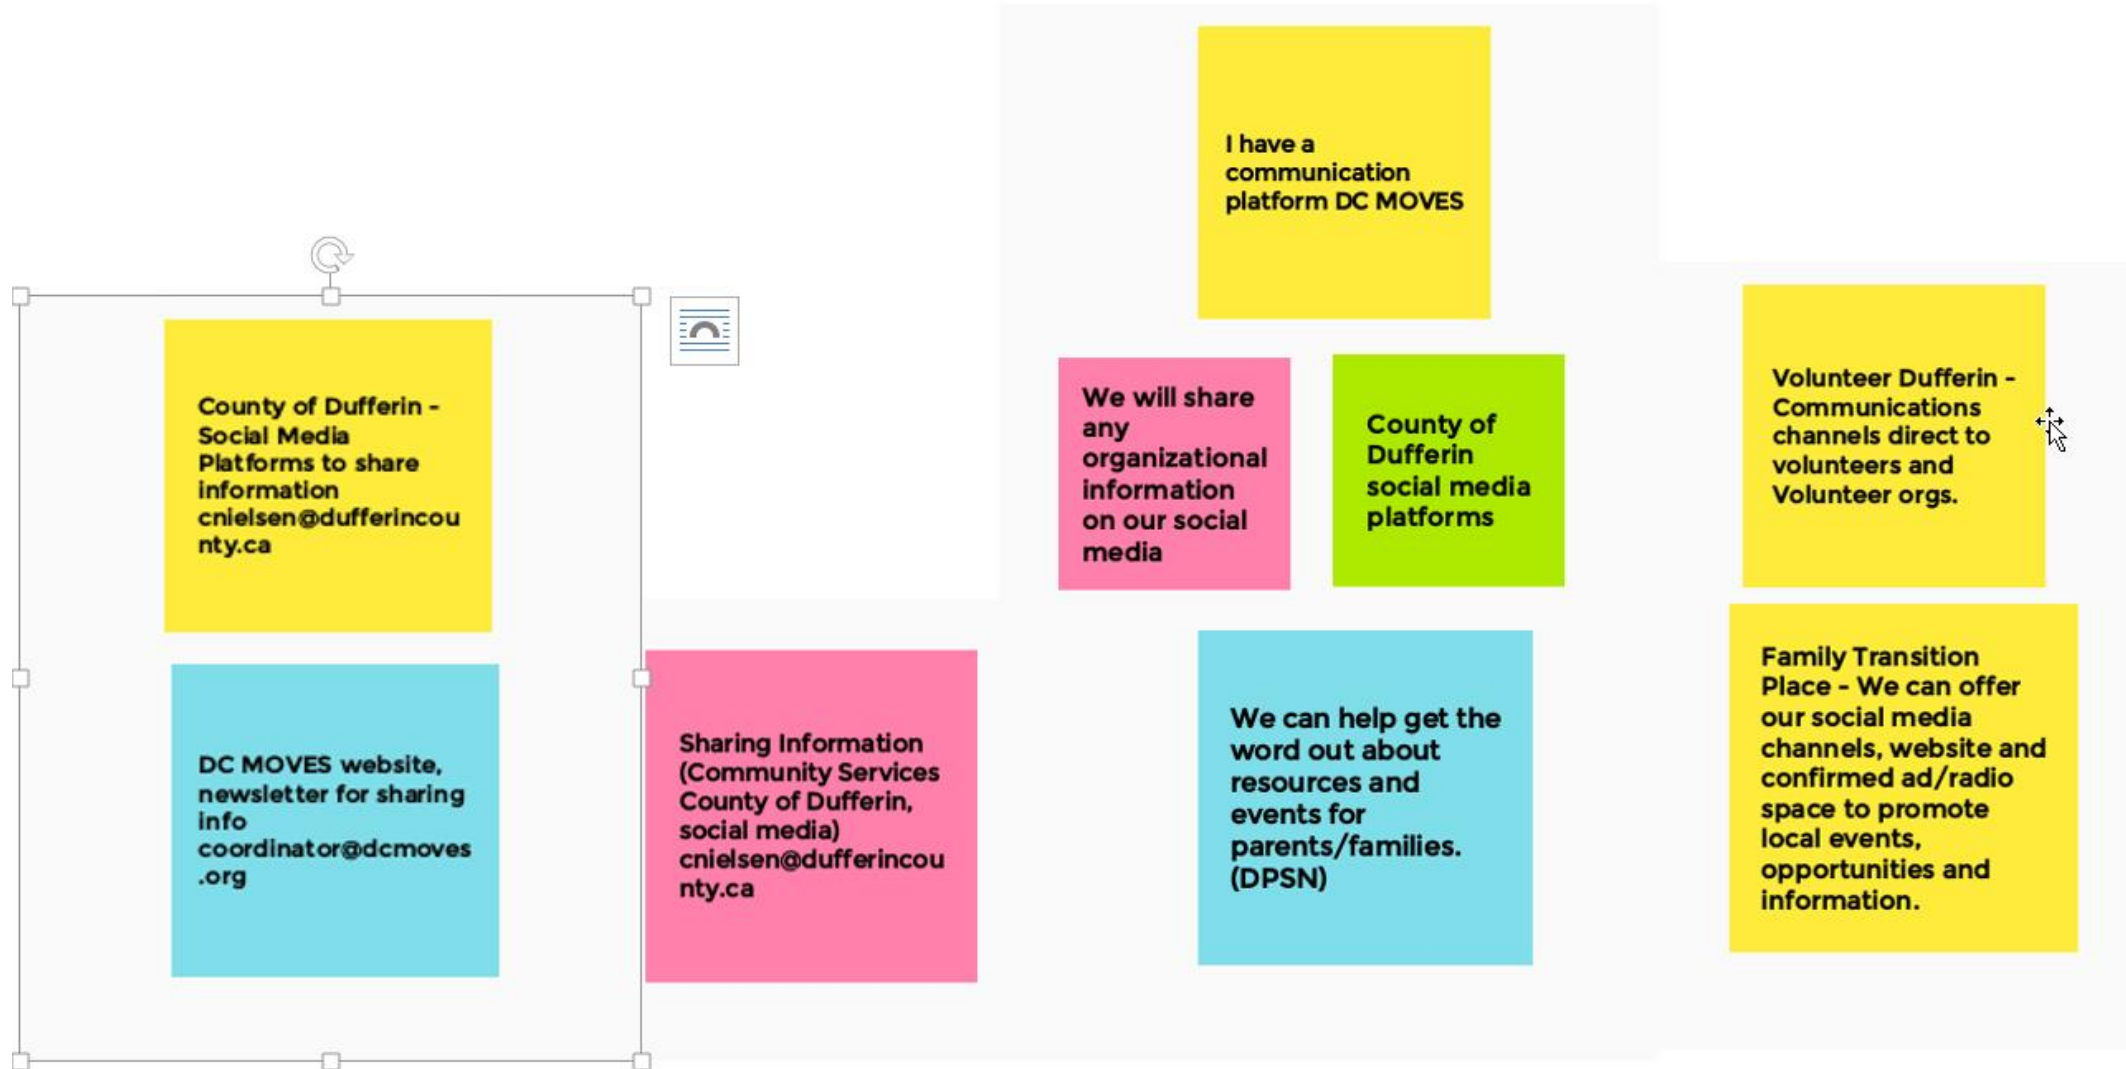 I have a
communication
platform DC MOVES
County of Dufferin -
Social Media
Platforms to share
information
cnielsen@dufferincou
nty.ca
We will share
any
organizational
information
on our social
media
County of
Dufferin
social media
platforms
Volunteer Dufferin -
Communications
channels direct to
volunteers and
Volunteer orgs.
DC MOVES website,
newsletter for sharing
info
coordinator@dcmoves
.org
Sharing Information
(Community Services
County of Dufferin,
social media)
cnielsen@dufferincou
nty.ca
We can help get the
word out about
resources and
events for
parents/families.
(DPSN)
Family Transition
Place - We can offer
our social media
channels, website and
confirmed ad/radio
space to promote
local events,
opportunities and
information.